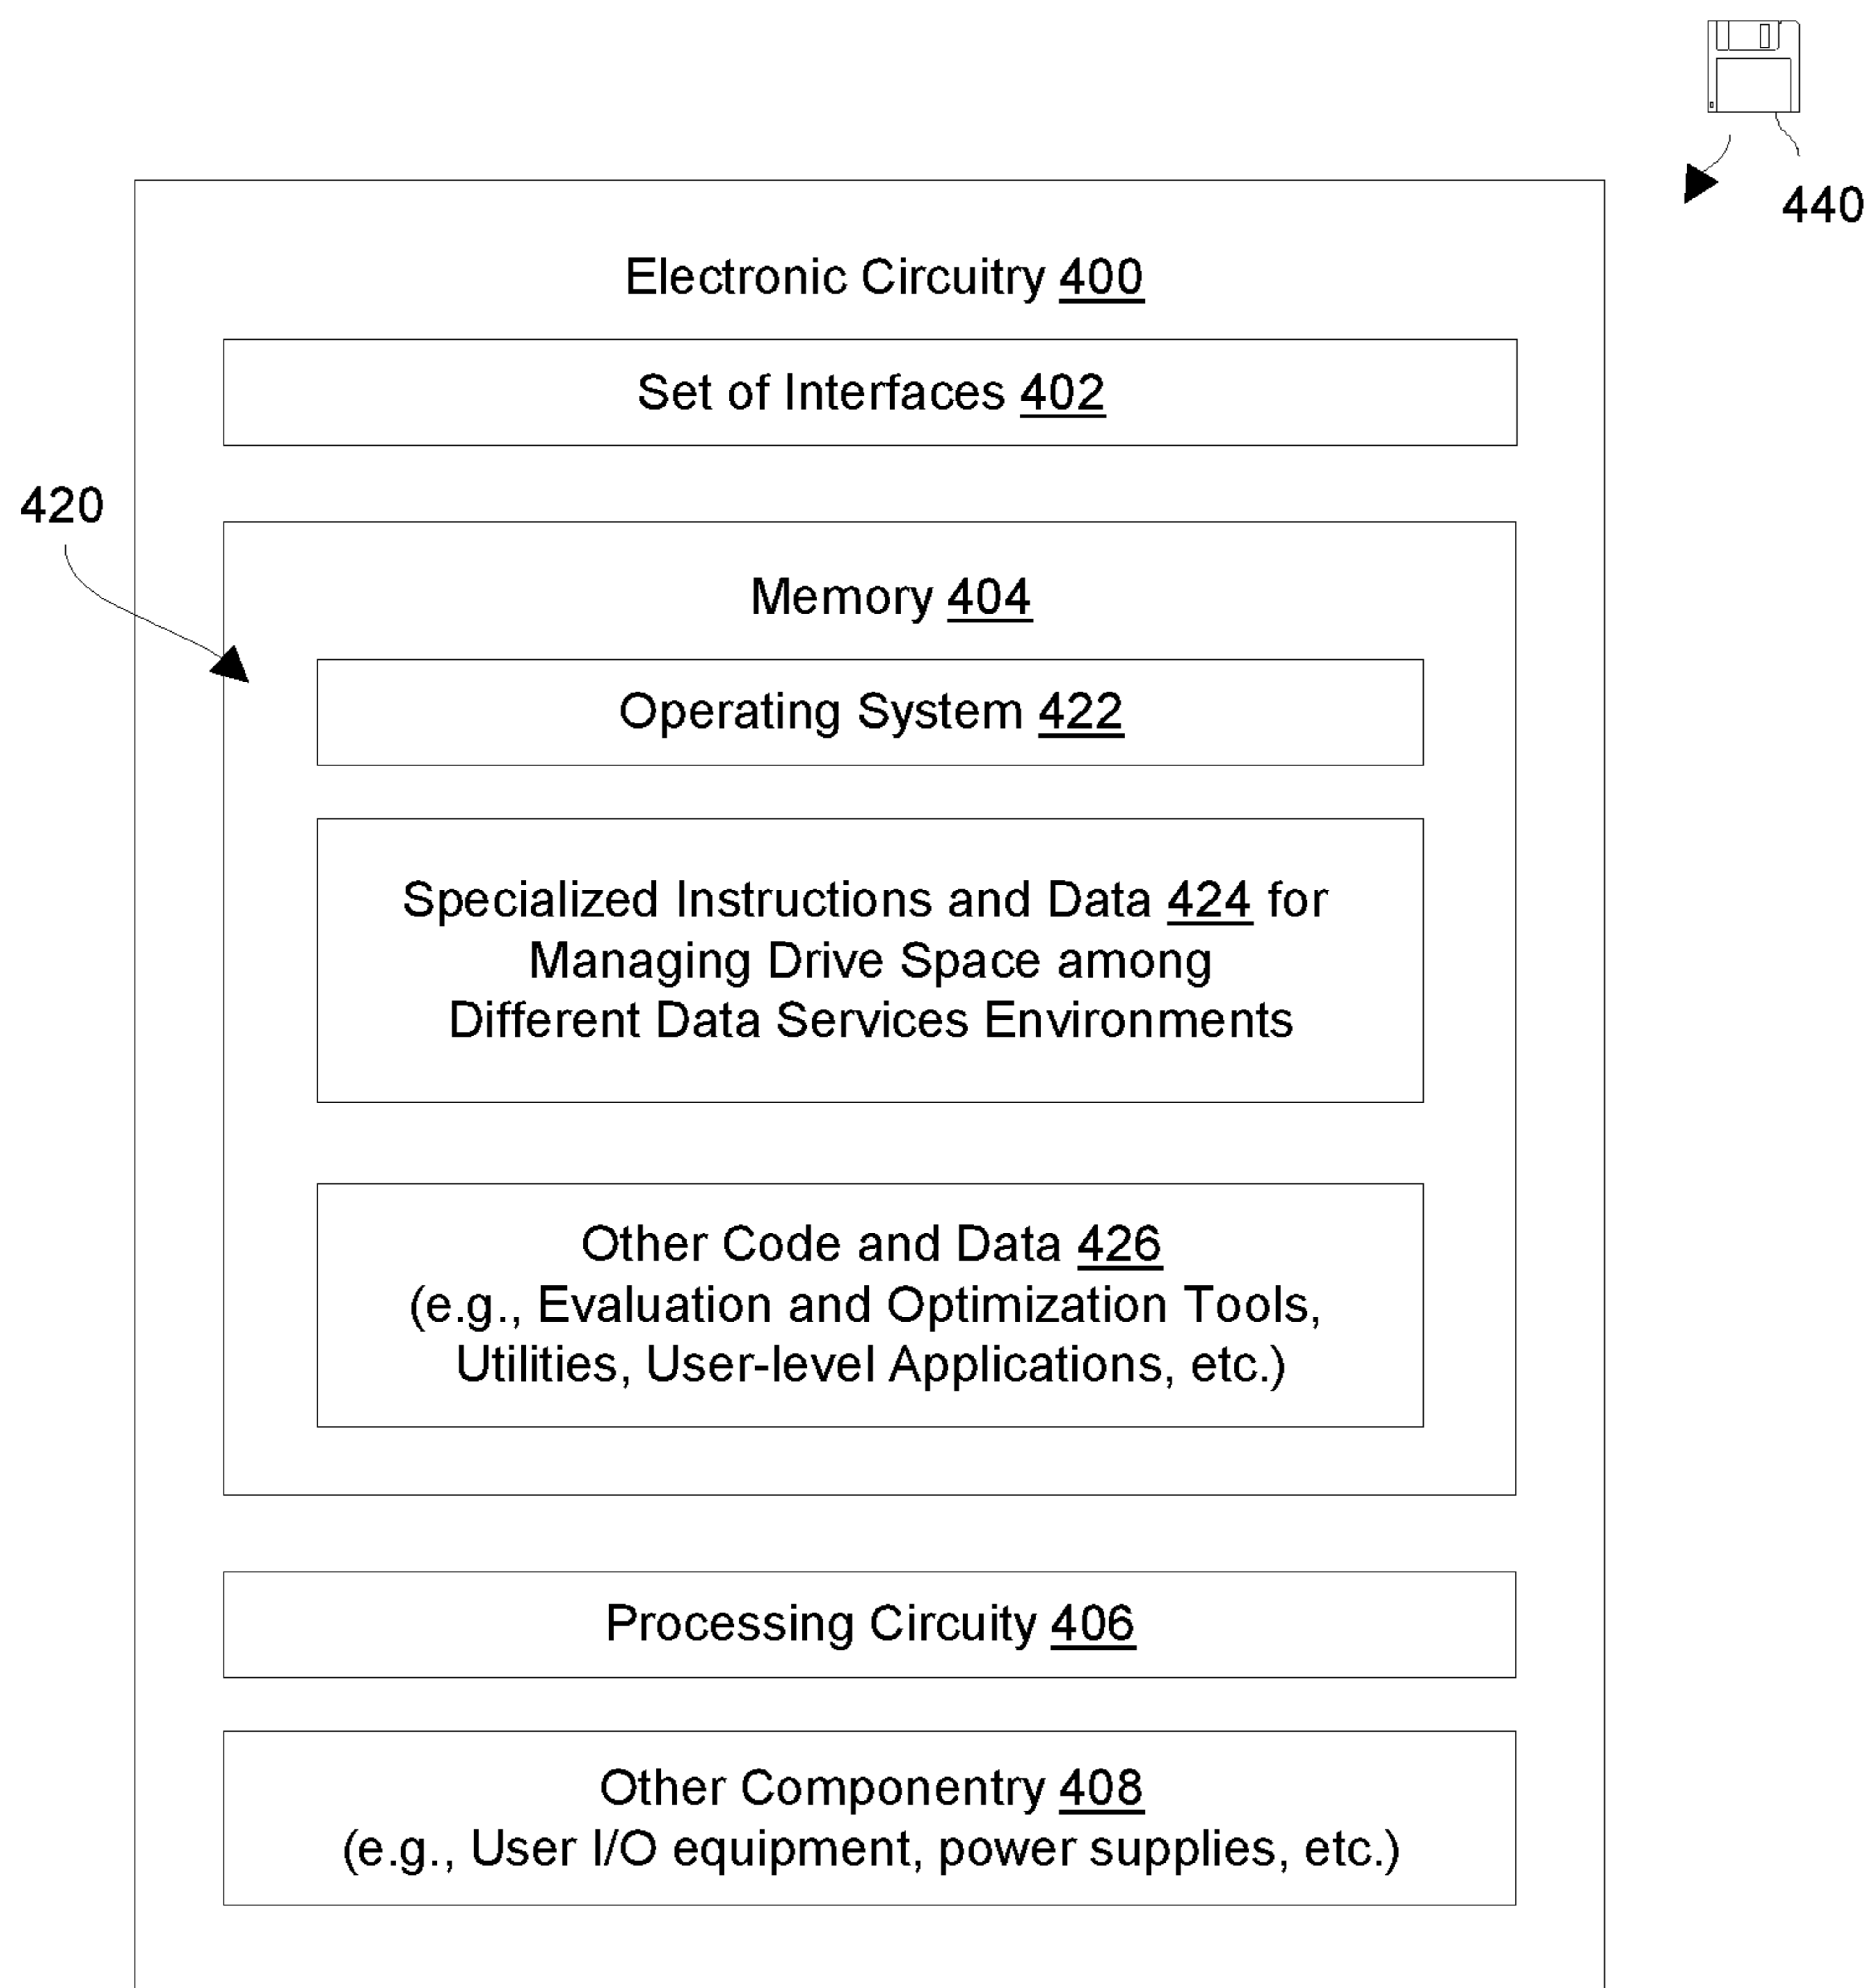 440
Electronic Circuitry 400
Set of Interfaces 402
420
Memory 404
Operating System 422
Specialized Instructions and Data 424 for
Managing Drive Space among
Different Data Services Environments
Other Code and Data 426
(e.g., Evaluation and Optimization Tools,
Utilities, User-level Applications, etc.)
Processing Circuity 406
Other Componentry 408
(e.g., User I/O equipment, power supplies, etc.)